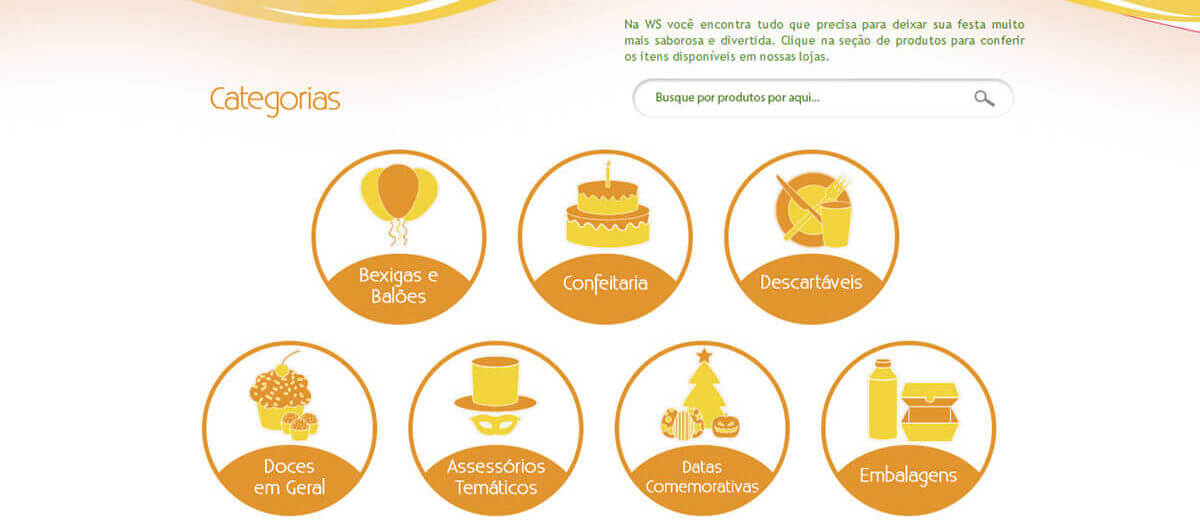 Na WS você encontra tudo que precisa para deixar sua festa muito
mais saborosa e divertida. Clique na seção de produtos para conferir
os itens disponíveis em nossas lojas.
Categorias
Busque por produtos por aqui...
Bexigas e
Balões
Confeitaria
Descartáveis
Doces
em Geral
Assessórios
Temáticos
Datas
Comemorativas
Embalagens